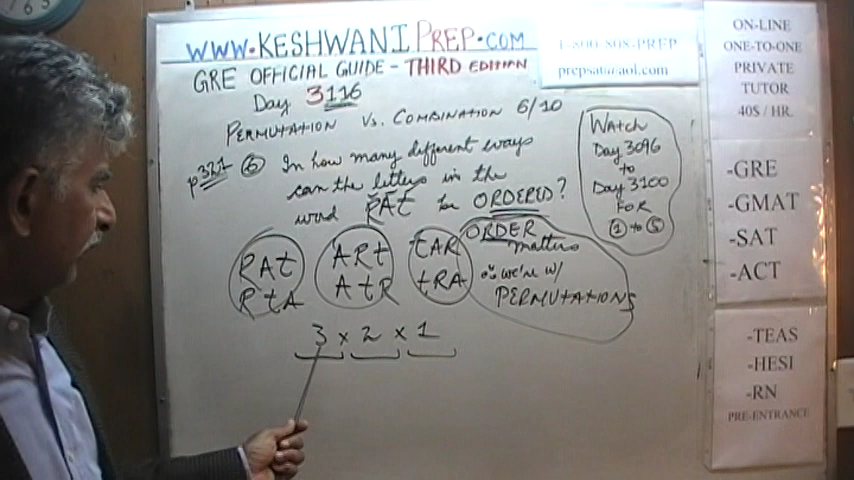 WWW.KESHWANIPREP.COM
1-800-808-PREP
prepsat@aol.com
GRE OFFICIAL GUIDE - THIRD EDITION
Day 3116
PERMUTATION VS. COMBINATION 6/10
p321 6 In how many different ways
can the letters in the
word RAt be ORDERED?
WATCH
Day 3096
to
Day 3100
FOR
1 to 5
RAt
RtA
ARt
AtR
tAR
tRA
ORDER
matters
∴ we're w/
PERMUTATIONS
3 x 2 x 1
ON-LINE
ONE-TO-ONE
PRIVATE
TUTOR
40$ / HR.
-GRE
-GMAT
-SAT
-ACT
-TEAS
-HESI
-RN
PRE-ENTRANCE